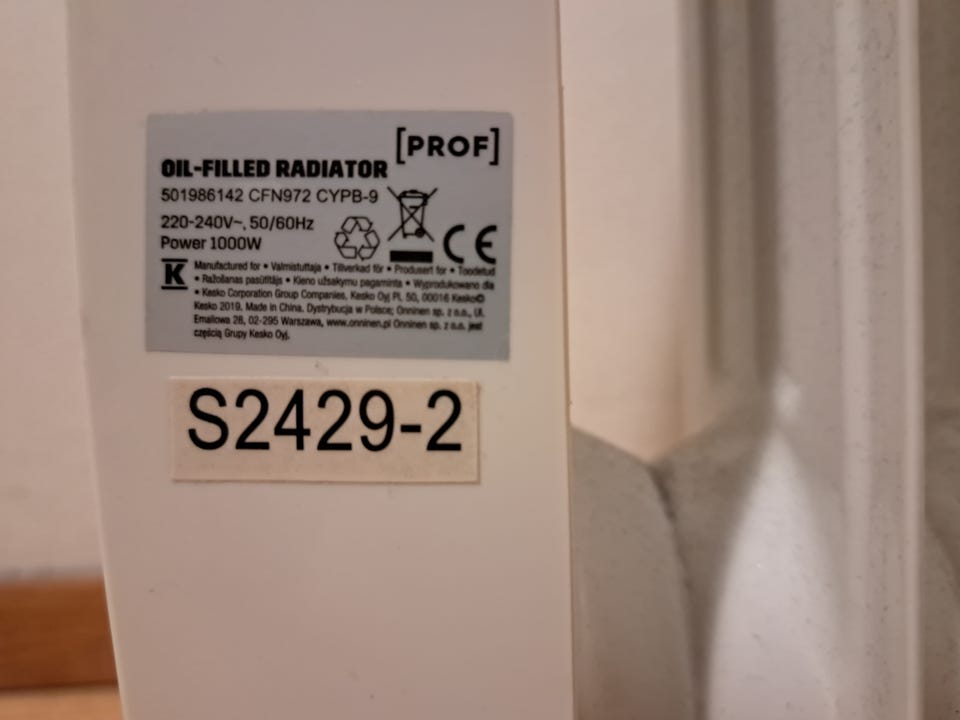 [PROF]
OIL-FILLED RADIATOR
501986142 CFN972 CYPB-9
220-240V~, 50/60Hz
Power 1000W
CE
K
Manufactured for • Valmistuttaja • Tillverkad för • Produsert for • Toodetud
• Ražošanas pasūtītājs • Kieno užsakymu pagaminta • Wyprodukowano dla
• Kesko Corporation Group Companies, Kesko Oyj PL 50, 00016 Kesko©
Kesko 2019. Made in China. Dystrybucja w Polsce; Onninen sp. z o.o., Ul.
Emaliowa 28, 02-295 Warszawa, www.onninen.pl Onninen sp. z o.o. jest
częścią Grupy Kesko Oyj.
S2429-2